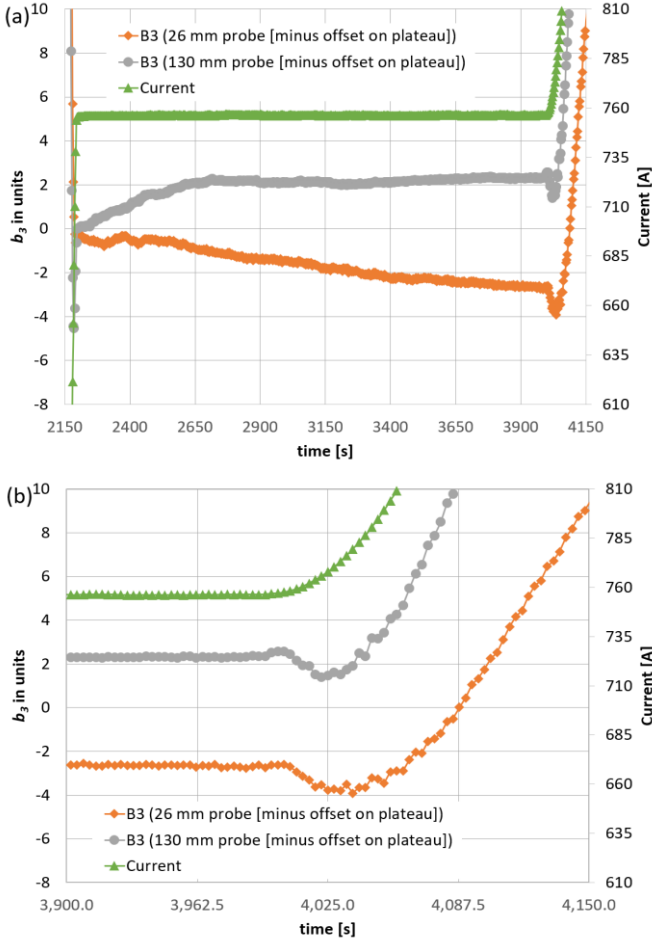 (a)
B3 (26 mm probe [minus offset on plateau])
B3 (130 mm probe [minus offset on plateau])
Current
b3 in units
10
8
6
4
2
0
-2
-4
-6
-8
810
785
760
735
710
685
660
635
610
Current [A]
2150 2400 2650 2900 3150 3400 3650 3900 4150
time [s]
(b)
b3 in units
10
8
6
4
2
0
-2
-4
-6
-8
810
785
760
735
710
685
660
635
610
Current [A]
B3 (26 mm probe [minus offset on plateau])
B3 (130 mm probe [minus offset on plateau])
Current
3,900.0 3,962.5 4,025.0 4,087.5 4,150.0
time [s]